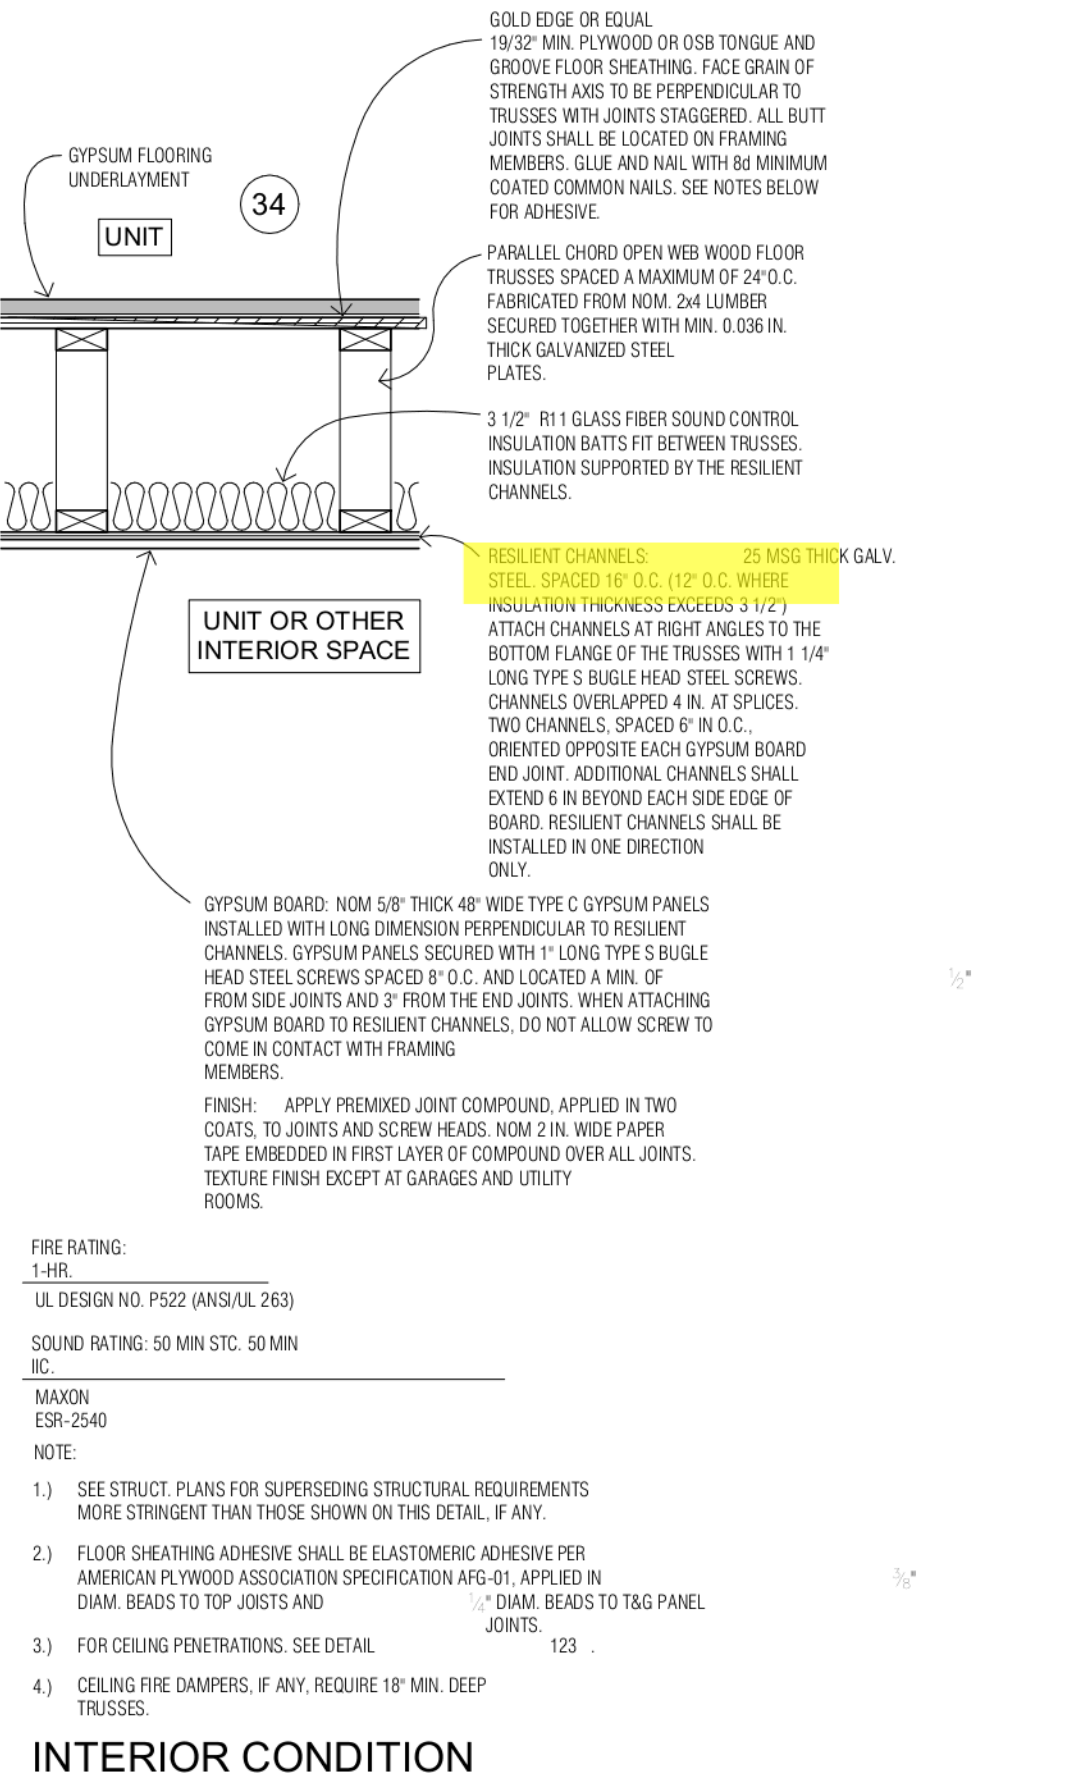 GOLD EDGE OR EQUAL
19/32" MIN. PLYWOOD OR OSB TONGUE AND
GROOVE FLOOR SHEATHING. FACE GRAIN OF
STRENGTH AXIS TO BE PERPENDICULAR TO
TRUSSES WITH JOINTS STAGGERED. ALL BUTT
JOINTS SHALL BE LOCATED ON FRAMING
MEMBERS. GLUE AND NAIL WITH 8d MINIMUM
COATED COMMON NAILS. SEE NOTES BELOW
FOR ADHESIVE.
GYPSUM FLOORING
UNDERLAYMENT
34
UNIT
PARALLEL CHORD OPEN WEB WOOD FLOOR
TRUSSES SPACED A MAXIMUM OF 24"O.C.
FABRICATED FROM NOM. 2x4 LUMBER
SECURED TOGETHER WITH MIN. 0.036 IN.
THICK GALVANIZED STEEL
PLATES.
3 1/2" R11 GLASS FIBER SOUND CONTROL
INSULATION BATTS FIT BETWEEN TRUSSES.
INSULATION SUPPORTED BY THE RESILIENT
CHANNELS.
RESILIENT CHANNELS: 25 MSG THICK GALV.
STEEL. SPACED 16" O.C. (12" O.C. WHERE
INSULATION THICKNESS EXCEEDS 3 1/2")
ATTACH CHANNELS AT RIGHT ANGLES TO THE
BOTTOM FLANGE OF THE TRUSSES WITH 1 1/4"
LONG TYPE S BUGLE HEAD STEEL SCREWS.
CHANNELS OVERLAPPED 4 IN. AT SPLICES.
TWO CHANNELS, SPACED 6" IN O.C.,
ORIENTED OPPOSITE EACH GYPSUM BOARD
END JOINT. ADDITIONAL CHANNELS SHALL
EXTEND 6 IN BEYOND EACH SIDE EDGE OF
BOARD. RESILIENT CHANNELS SHALL BE
INSTALLED IN ONE DIRECTION
ONLY.
UNIT OR OTHER
INTERIOR SPACE
GYPSUM BOARD: NOM 5/8" THICK 48" WIDE TYPE C GYPSUM PANELS
INSTALLED WITH LONG DIMENSION PERPENDICULAR TO RESILIENT
CHANNELS. GYPSUM PANELS SECURED WITH 1" LONG TYPE S BUGLE
HEAD STEEL SCREWS SPACED 8" O.C. AND LOCATED A MIN. OF ½"
FROM SIDE JOINTS AND 3" FROM THE END JOINTS. WHEN ATTACHING
GYPSUM BOARD TO RESILIENT CHANNELS, DO NOT ALLOW SCREW TO
COME IN CONTACT WITH FRAMING
MEMBERS.
FINISH: APPLY PREMIXED JOINT COMPOUND, APPLIED IN TWO
COATS, TO JOINTS AND SCREW HEADS. NOM 2 IN. WIDE PAPER
TAPE EMBEDDED IN FIRST LAYER OF COMPOUND OVER ALL JOINTS.
TEXTURE FINISH EXCEPT AT GARAGES AND UTILITY
ROOMS.
FIRE RATING:
1-HR.
UL DESIGN NO. P522 (ANSI/UL 263)
SOUND RATING: 50 MIN STC. 50 MIN
IIC.
MAXON
ESR-2540
NOTE:
1.) SEE STRUCT. PLANS FOR SUPERSEDING STRUCTURAL REQUIREMENTS
MORE STRINGENT THAN THOSE SHOWN ON THIS DETAIL, IF ANY.
2.) FLOOR SHEATHING ADHESIVE SHALL BE ELASTOMERIC ADHESIVE PER
AMERICAN PLYWOOD ASSOCIATION SPECIFICATION AFG-01, APPLIED IN ⅜"
DIAM. BEADS TO TOP JOISTS AND ¼" DIAM. BEADS TO T&G PANEL
JOINTS.
3.) FOR CEILING PENETRATIONS. SEE DETAIL 123 .
4.) CEILING FIRE DAMPERS, IF ANY, REQUIRE 18" MIN. DEEP
TRUSSES.
INTERIOR CONDITION